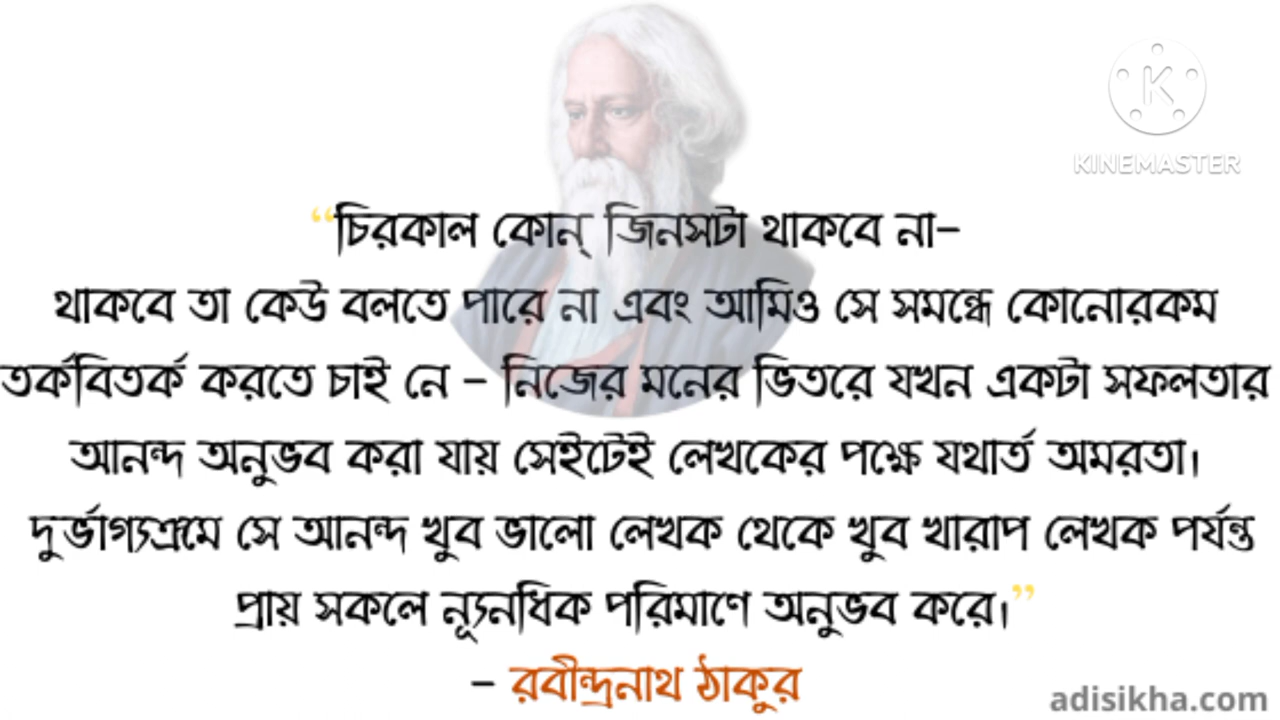 “চিরকাল কোন্ জিনসটা থাকবে না-
থাকবে তা কেউ বলতে পারে না এবং আমিও সে সমন্ধে কোনোরকম
তর্কবিতর্ক করতে চাই নে - নিজের মনের ভিতরে যখন একটা সফলতার
আনন্দ অনুভব করা যায় সেইটেই লেখকের পক্ষে যথার্ত অমরতা।
দুর্ভাগ্যক্রমে সে আনন্দ খুব ভালো লেখক থেকে খুব খারাপ লেখক পর্যন্ত
প্রায় সকলে ন্যূনধিক পরিমাণে অনুভব করে।”
- রবীন্দ্রনাথ ঠাকুর
K
KINEMASTER
adisikha.com